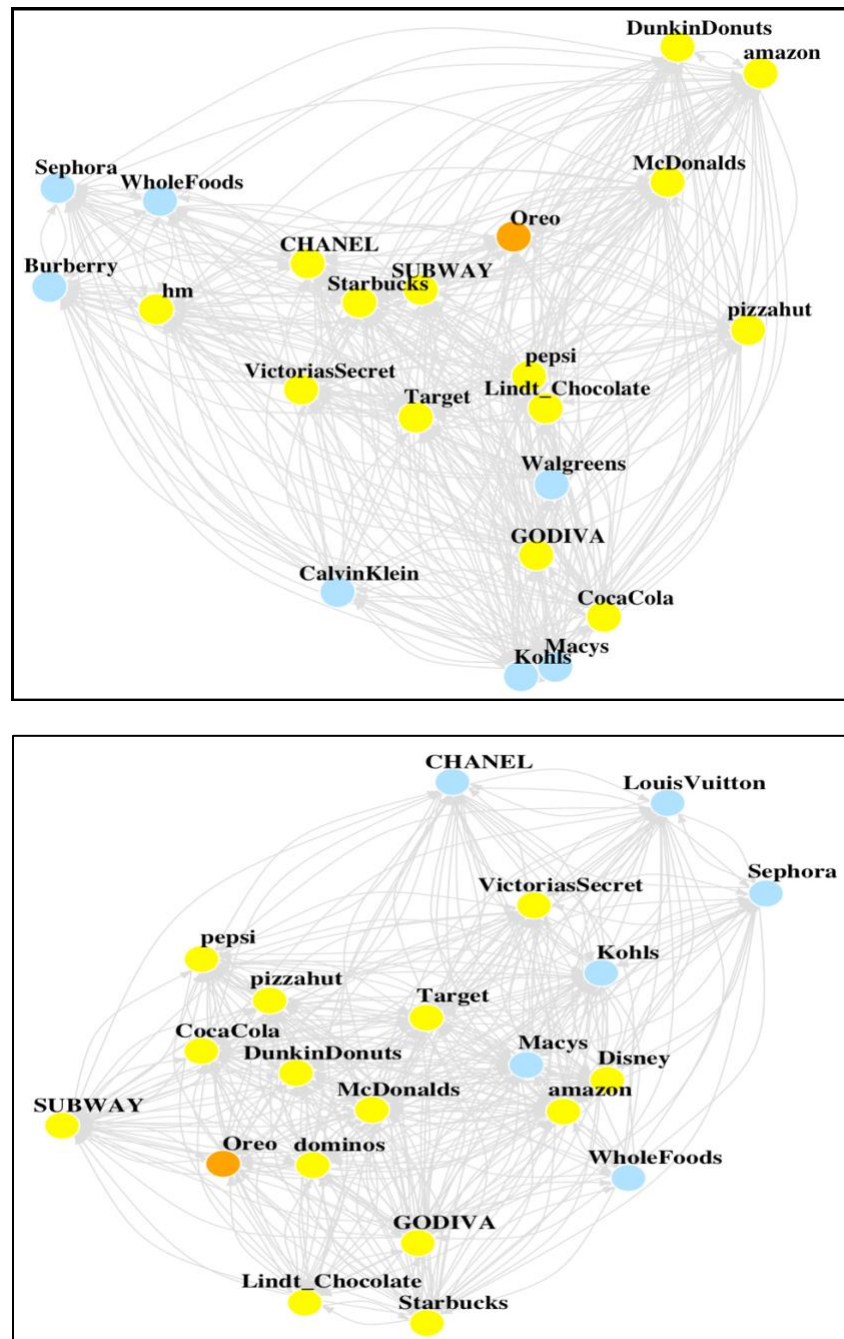 DunkinDonuts
amazon
McDonalds
Sephora
WholeFoods
Oreo
CHANEL
Burberry
SUBWAY
Starbucks
hm
pizzahut
pepsi
VictoriasSecret
Lindt_Chocolate
Target
Walgreens
GODIVA
CalvinKlein
CocaCola
Macys
Kohls
CHANEL
LouisVuitton
Sephora
VictoriasSecret
pepsi
Kohls
pizzahut
Target
CocaCola
Macys
DunkinDonuts
Disney
McDonalds
amazon
SUBWAY
Oreo
dominos
WholeFoods
GODIVA
Lindt_Chocolate
Starbucks